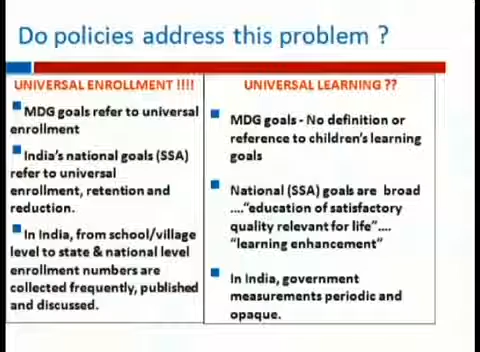 Do policies address this problem ?
UNIVERSAL ENROLLMENT !!!!
MDG goals refer to universal
enrollment
India's national goals (SSA)
refer to universal
enrollment, retention and
reduction.
In India, from school/village
level to state & national level
enrollment numbers are
collected frequently, published
and discussed.
UNIVERSAL LEARNING ??
MDG goals - No definition or
reference to children's learning
goals
National (SSA) goals are broad
...."education of satisfactory
quality relevant for life"....
"learning enhancement"
In India, government
measurements periodic and
opaque.